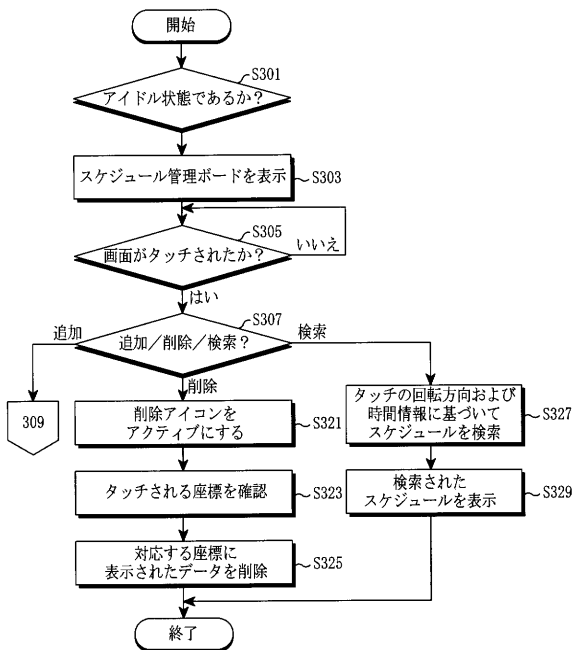 開始
S301
アイドル状態であるか？
スケジュール管理ボードを表示
S303
S305
画面がタッチされたか？
いいえ
はい
S307
追加
追加／削除／検索？
検索
309
削除
削除アイコンを
アクティブにする
S321
タッチの回転方向および
時間情報に基づいて
スケジュールを検索
S327
タッチされる座標を確認
S323
検索された
スケジュールを表示
S329
対応する座標に
表示されたデータを削除
S325
終了